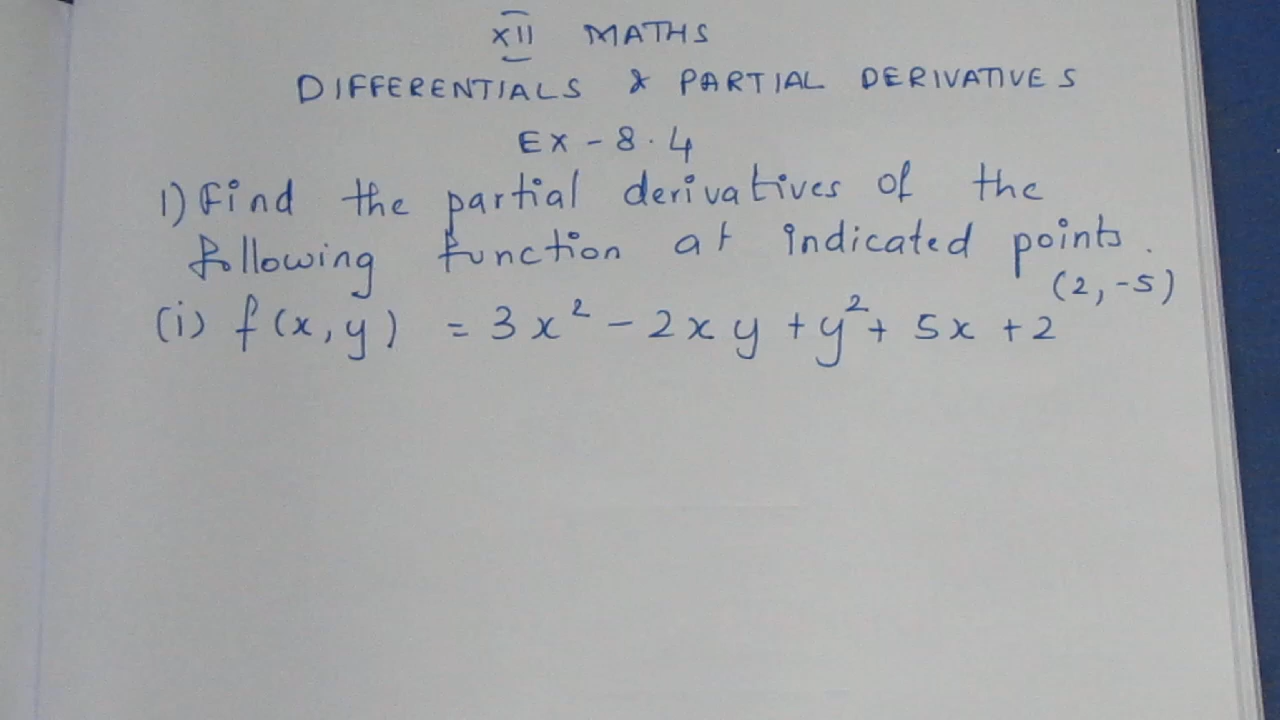 XII MATHS
DIFFERENTIALS & PARTIAL DERIVATIVES
EX - 8.4
1) Find the partial derivatives of the
following function at indicated points.
(2, -5)
(i) f(x, y) = 3x² - 2xy + y² + 5x + 2